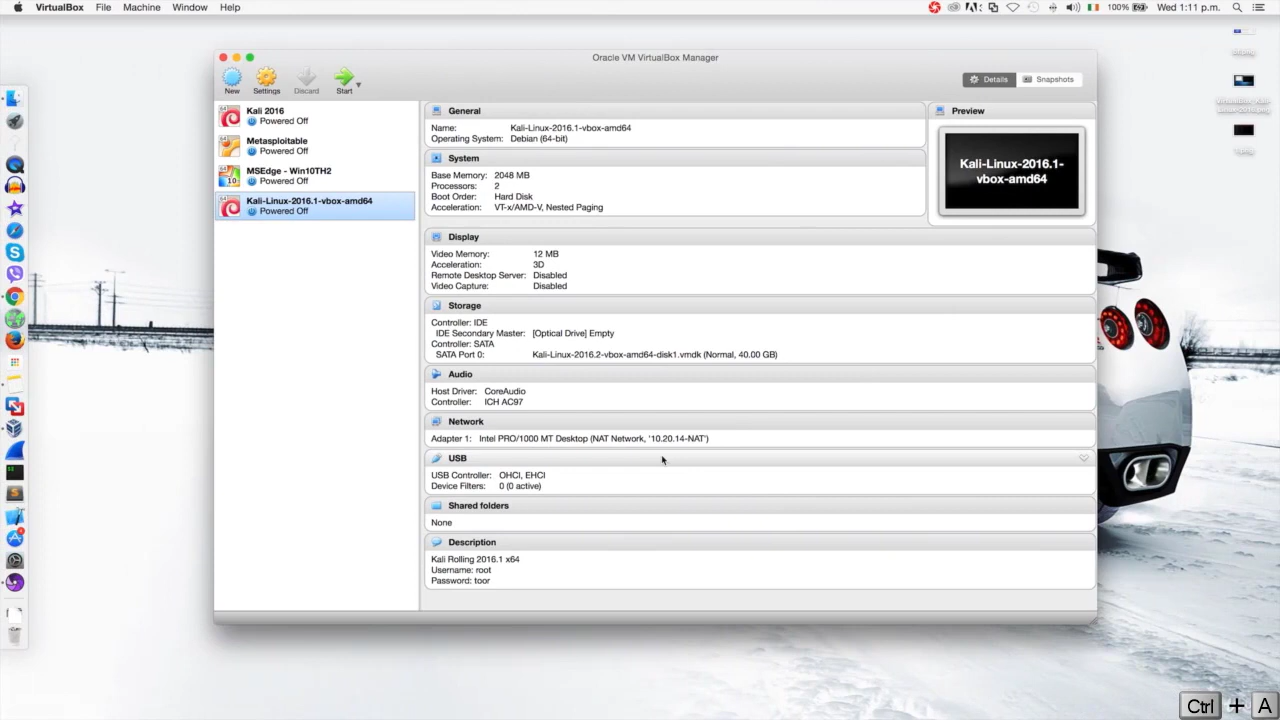 VirtualBox File Machine Window Help
100% Wed 1:11 p.m.
Oracle VM VirtualBox Manager
New Settings Discard Start
Details Snapshots
64 Kali 2016
Powered Off
64 Metasploitable
Powered Off
64 10 MSEdge - Win10TH2
Powered Off
64 Kali-Linux-2016.1-vbox-amd64
Powered Off
General
Name: Kali-Linux-2016.1-vbox-amd64
Operating System: Debian (64-bit)
System
Base Memory: 2048 MB
Processors: 2
Boot Order: Hard Disk
Acceleration: VT-x/AMD-V, Nested Paging
Preview
Kali-Linux-2016.1-
vbox-amd64
Display
Video Memory: 12 MB
Acceleration: 3D
Remote Desktop Server: Disabled
Video Capture: Disabled
Storage
Controller: IDE
IDE Secondary Master: [Optical Drive] Empty
Controller: SATA
SATA Port 0: Kali-Linux-2016.2-vbox-amd64-disk1.vmdk (Normal, 40.00 GB)
Audio
Host Driver: CoreAudio
Controller: ICH AC97
Network
Adapter 1: Intel PRO/1000 MT Desktop (NAT Network, '10.20.14-NAT')
USB
USB Controller: OHCI, EHCI
Device Filters: 0 (0 active)
Shared folders
None
Description
Kali Rolling 2016.1 x64
Username: root
Password: toor
Ctrl + A